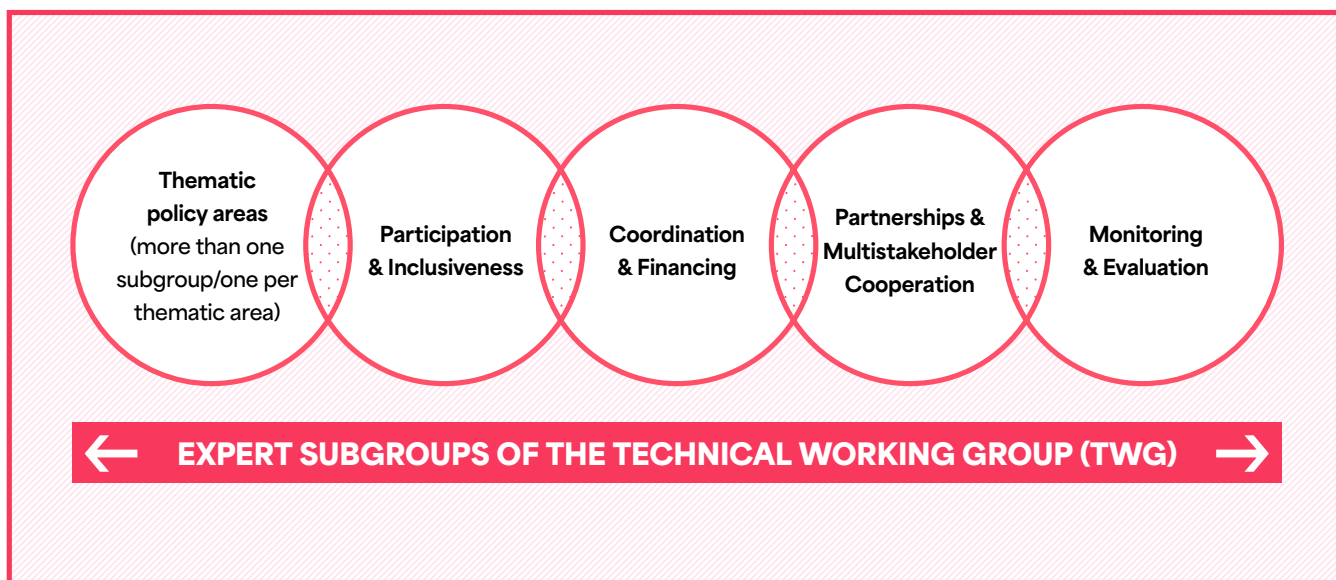 Thematic
policy areas
(more than one
subgroup/one per
thematic area)
Participation
& Inclusiveness
Coordination
& Financing
Partnerships &
Multistakeholder
Cooperation
Monitoring
& Evaluation
EXPERT SUBGROUPS OF THE TECHNICAL WORKING GROUP (TWG)